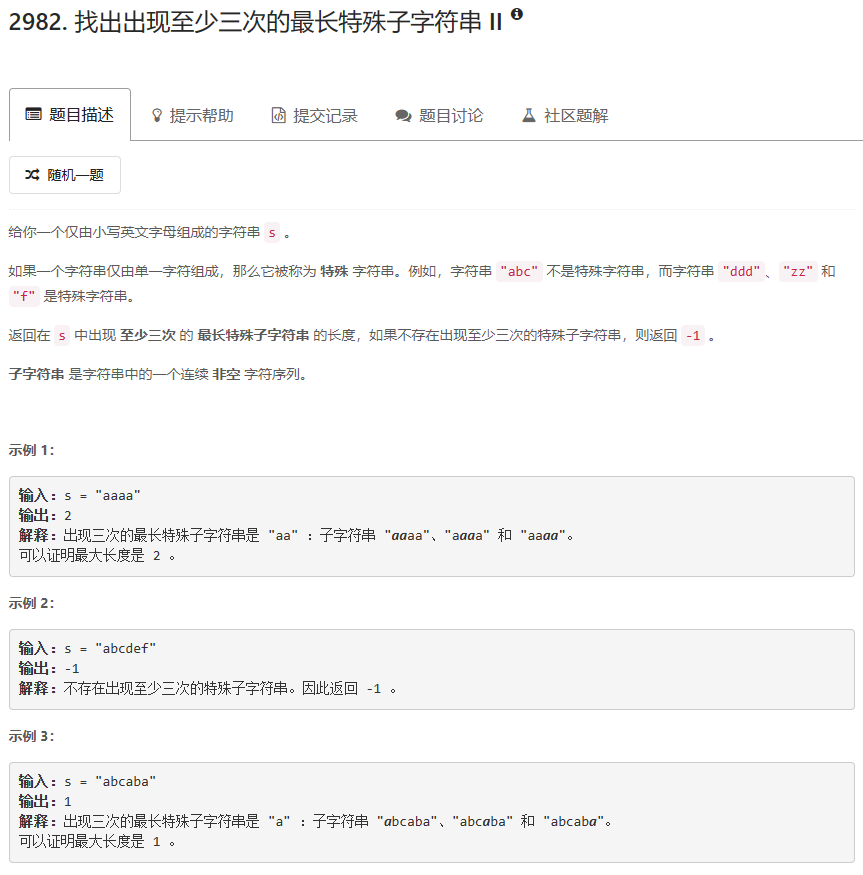 2982. 找出出现至少三次的最长特殊子字符串 II
题目描述 提示帮助 提交记录 题目讨论 社区题解
随机一题
给你一个仅由小写英文字母组成的字符串 s 。
如果一个字符串仅由单一字符组成，那么它被称为 特殊 字符串。例如，字符串 "abc" 不是特殊字符串，而字符串 "ddd"、"zz" 和
"f" 是特殊字符串。
返回在 s 中出现 至少三次 的 最长特殊子字符串 的长度，如果不存在出现至少三次的特殊子字符串，则返回 -1 。
子字符串 是字符串中的一个连续 非空 字符序列。
示例 1：
输入：s = "aaaa"
输出：2
解释：出现三次的最长特殊子字符串是 "aa" ：子字符串 "aaaa"、"aaaa" 和 "aaaa"。
可以证明最大长度是 2 。
示例 2：
输入：s = "abcdef"
输出：-1
解释：不存在出现至少三次的特殊子字符串。因此返回 -1 。
示例 3：
输入：s = "abcaba"
输出：1
解释：出现三次的最长特殊子字符串是 "a" ：子字符串 "abcaba"、"abcaba" 和 "abcaba"。
可以证明最大长度是 1 。